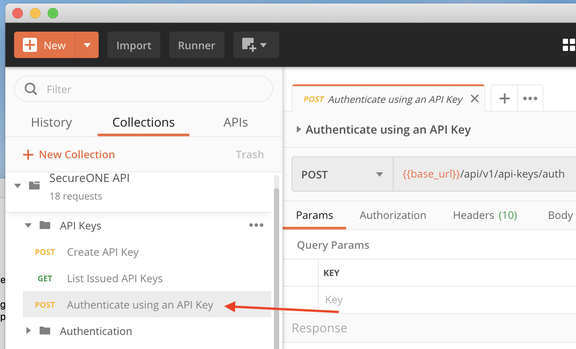 New
Import
Runner
Filter
History
Collections
APIs
New Collection
Trash
SecureONE API
18 requests
API Keys
POST Create API Key
GET List Issued API Keys
POST Authenticate using an API Key
Authentication
POST Authenticate using an API Key
Authenticate using an API Key
POST
{{base_url}}/api/v1/api-keys/auth
Params
Authorization
Headers (10)
Body
Query Params
KEY
Key
Response